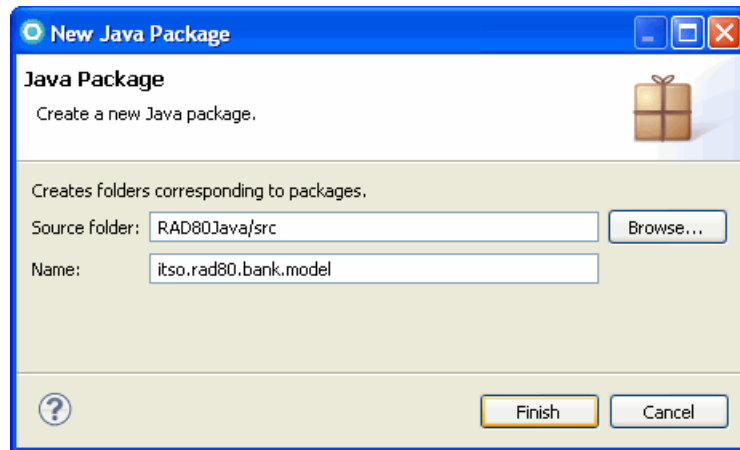 New Java Package
Java Package
Create a new Java package.
Creates folders corresponding to packages.
Source folder: RAD80Java/src Browse...
Name: itso.rad80.bank.model
? Finish Cancel